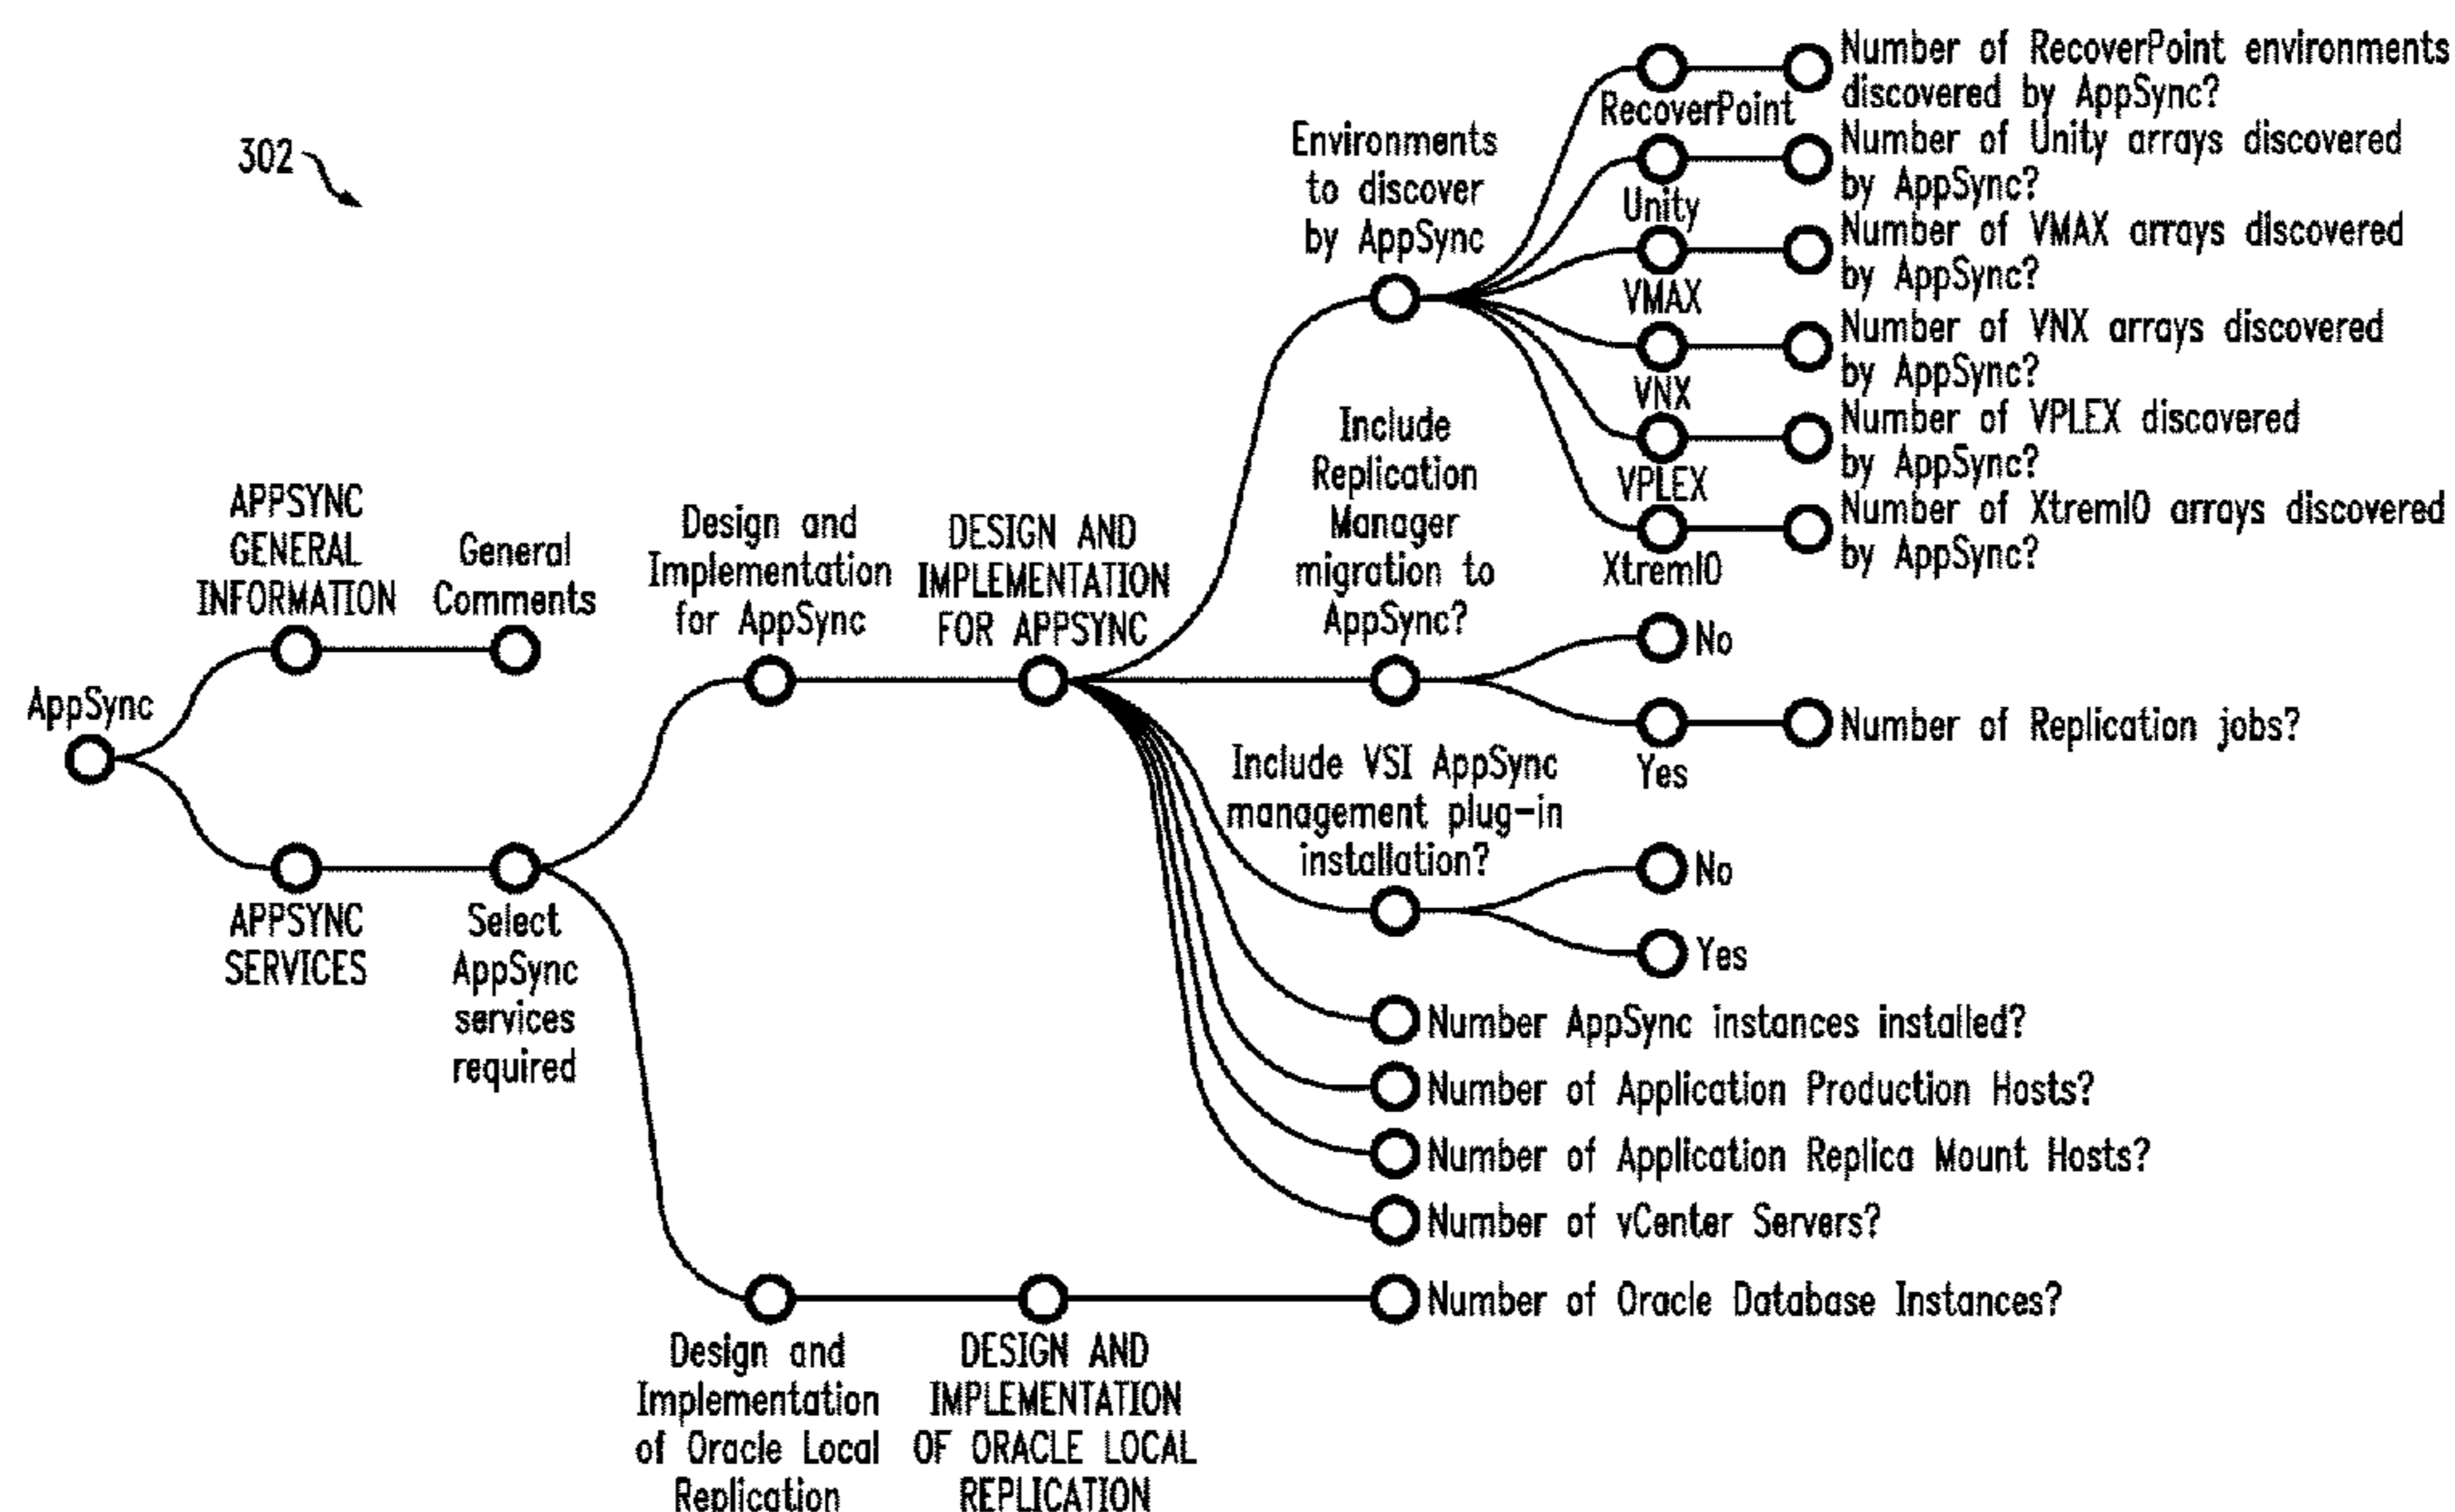 302
AppSync
APPSYNC
GENERAL
INFORMATION
General
Comments
APPSYNC
SERVICES
Select
AppSync
services
required
Design and
Implementation
for AppSync
DESIGN AND
IMPLEMENTATION
FOR APPSYNC
Environments
to discover
by AppSync
RecoverPoint
Number of RecoverPoint environments
discovered by AppSync?
Unity
Number of Unity arrays discovered
by AppSync?
VMAX
Number of VMAX arrays discovered
by AppSync?
VNX
Number of VNX arrays discovered
by AppSync?
VPLEX
Number of VPLEX discovered
by AppSync?
XtremIO
Number of XtremIO arrays discovered
by AppSync?
Include
Replication
Manager
migration to
AppSync?
No
Yes
Number of Replication jobs?
Include VSI AppSync
management plug-in
installation?
No
Yes
Number AppSync instances installed?
Number of Application Production Hosts?
Number of Application Replica Mount Hosts?
Number of vCenter Servers?
Design and
Implementation
of Oracle Local
Replication
DESIGN AND
IMPLEMENTATION
OF ORACLE LOCAL
REPLICATION
Number of Oracle Database Instances?